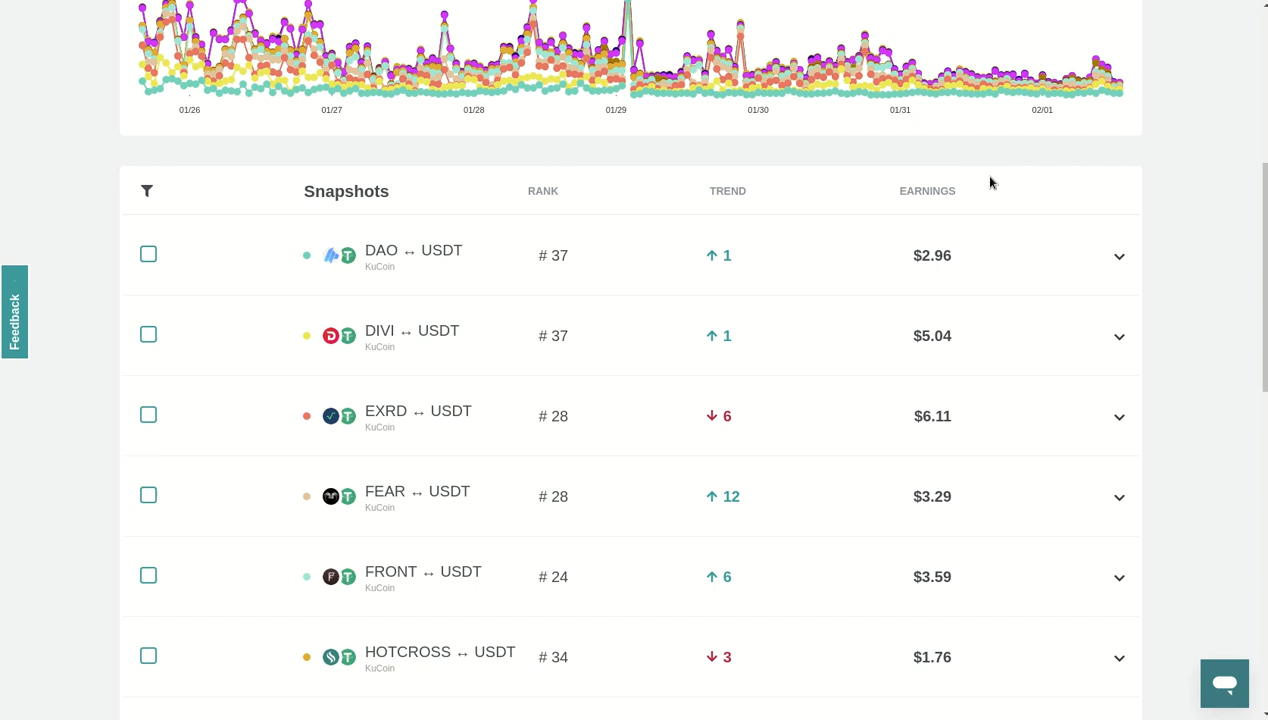 01/26 01/27 01/28 01/29 01/30 01/31 02/01
Snapshots RANK TREND EARNINGS
DAO ↔ USDT # 37 ↑ 1 $2.96
KuCoin
DIVI ↔ USDT # 37 ↑ 1 $5.04
KuCoin
Feedback
EXRD ↔ USDT # 28 ↓ 6 $6.11
KuCoin
FEAR ↔ USDT # 28 ↑ 12 $3.29
KuCoin
FRONT ↔ USDT # 24 ↑ 6 $3.59
KuCoin
HOTCROSS ↔ USDT # 34 ↓ 3 $1.76
KuCoin